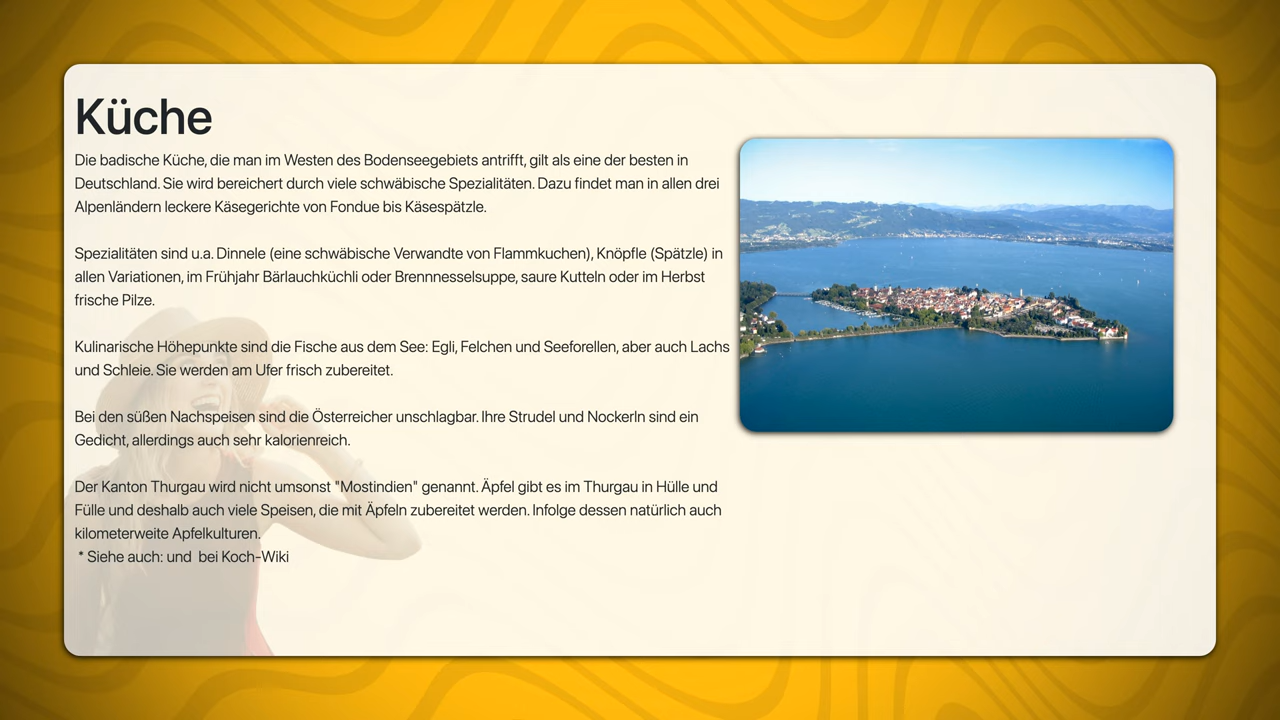 Küche
Die badische Küche, die man im Westen des Bodenseegebiets antrifft, gilt als eine der besten in
Deutschland. Sie wird bereichert durch viele schwäbische Spezialitäten. Dazu findet man in allen drei
Alpenländern leckere Käsegerichte von Fondue bis Käsespätzle.
Spezialitäten sind u.a. Dinnele (eine schwäbische Verwandte von Flammkuchen), Knöpfle (Spätzle) in
allen Variationen, im Frühjahr Bärlauchküchli oder Brennnesselsuppe, saure Kutteln oder im Herbst
frische Pilze.
Kulinarische Höhepunkte sind die Fische aus dem See: Egli, Felchen und Seeforellen, aber auch Lachs
und Schleie. Sie werden am Ufer frisch zubereitet.
Bei den süßen Nachspeisen sind die Österreicher unschlagbar. Ihre Strudel und Nockerln sind ein
Gedicht, allerdings auch sehr kalorienreich.
Der Kanton Thurgau wird nicht umsonst "Mostindien" genannt. Äpfel gibt es im Thurgau in Hülle und
Fülle und deshalb auch viele Speisen, die mit Äpfeln zubereitet werden. Infolge dessen natürlich auch
kilometerweite Apfelkulturen.
* Siehe auch: und  bei Koch-Wiki